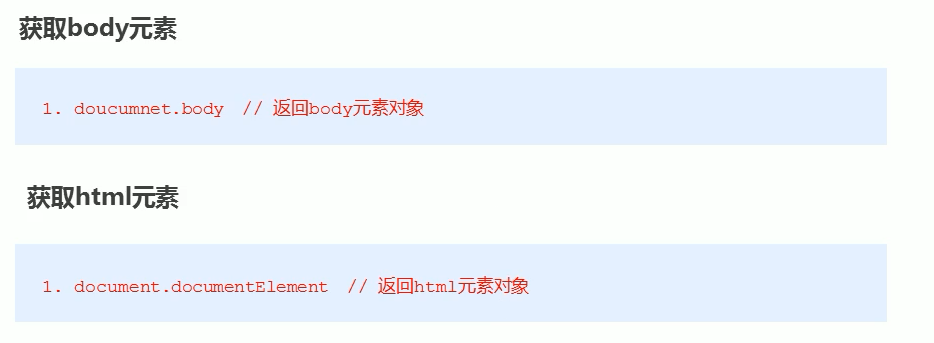 获取body元素
1. doucumnet.body // 返回body元素对象
获取html元素
1. document.documentElement // 返回html元素对象